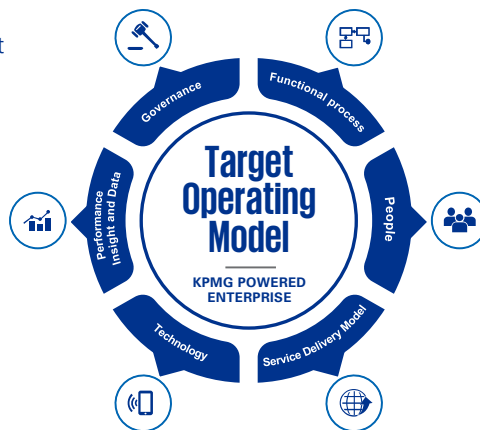 t
Governance
Functional process
Performance
Insight and Data
Target
Operating
Model
KPMG POWERED
ENTERPRISE
People
Technology
Service Delivery Model